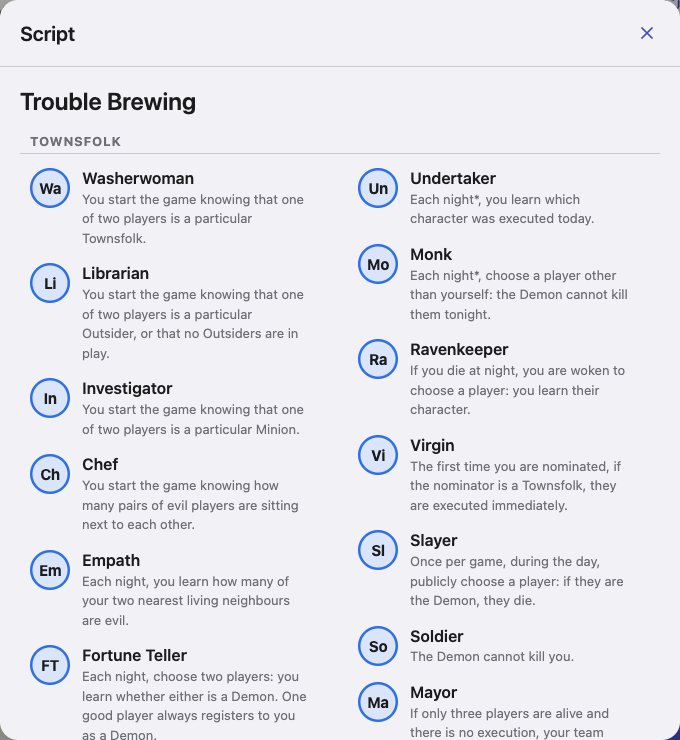 Script
Trouble Brewing
TOWNSFOLK
Wa
Washerwoman
You start the game knowing that one
of two players is a particular
Townsfolk.
Li
Librarian
You start the game knowing that one
of two players is a particular
Outsider, or that no Outsiders are in
play.
In
Investigator
You start the game knowing that one
of two players is a particular Minion.
Ch
Chef
You start the game knowing how
many pairs of evil players are sitting
next to each other.
Em
Empath
Each night, you learn how many of
your two nearest living neighbours
are evil.
FT
Fortune Teller
Each night, choose two players: you
learn whether either is a Demon. One
good player always registers to you
as a Demon.
Un
Undertaker
Each night*, you learn which
character was executed today.
Mo
Monk
Each night*, choose a player other
than yourself: the Demon cannot kill
them tonight.
Ra
Ravenkeeper
If you die at night, you are woken to
choose a player: you learn their
character.
Vi
Virgin
The first time you are nominated, if
the nominator is a Townsfolk, they
are executed immediately.
Sl
Slayer
Once per game, during the day,
publicly choose a player: if they are
the Demon, they die.
So
Soldier
The Demon cannot kill you.
Ma
Mayor
If only three players are alive and
there is no execution, your team